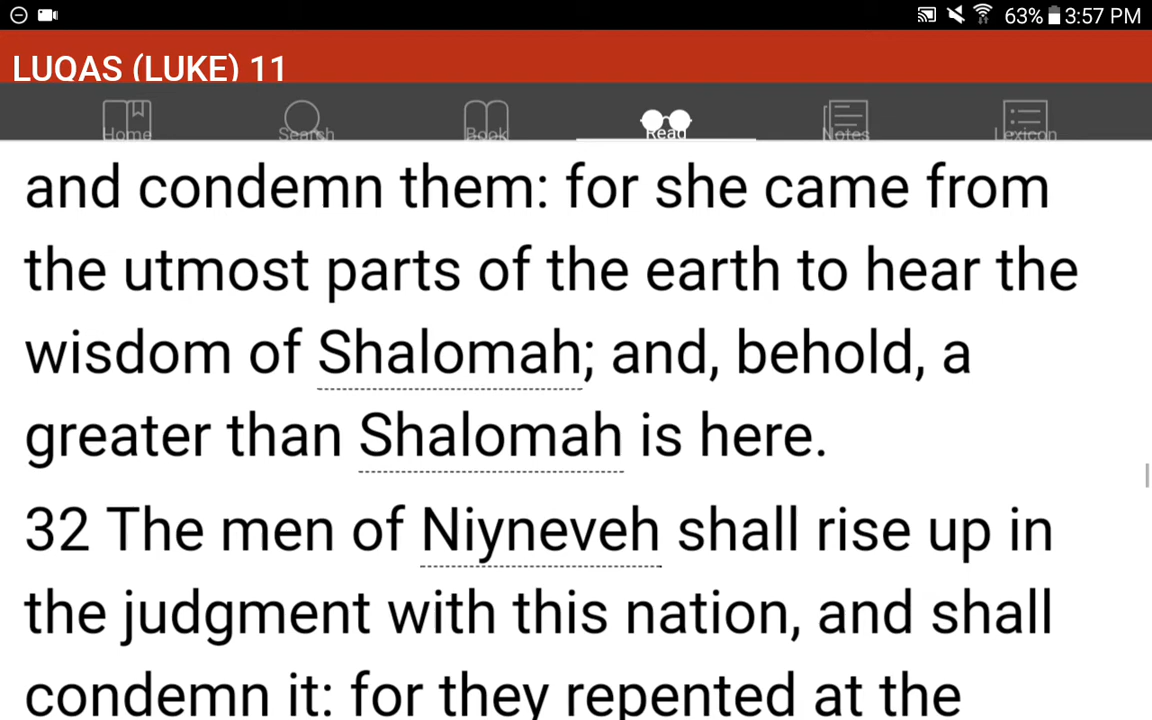 63% 3:57 PM
LUQAS (LUKE) 11
Home Search Book Read Notes Lexicon
and condemn them: for she came from
the utmost parts of the earth to hear the
wisdom of Shalomah; and, behold, a
greater than Shalomah is here.
32 The men of Niyneveh shall rise up in
the judgment with this nation, and shall
condemn it: for they repented at the